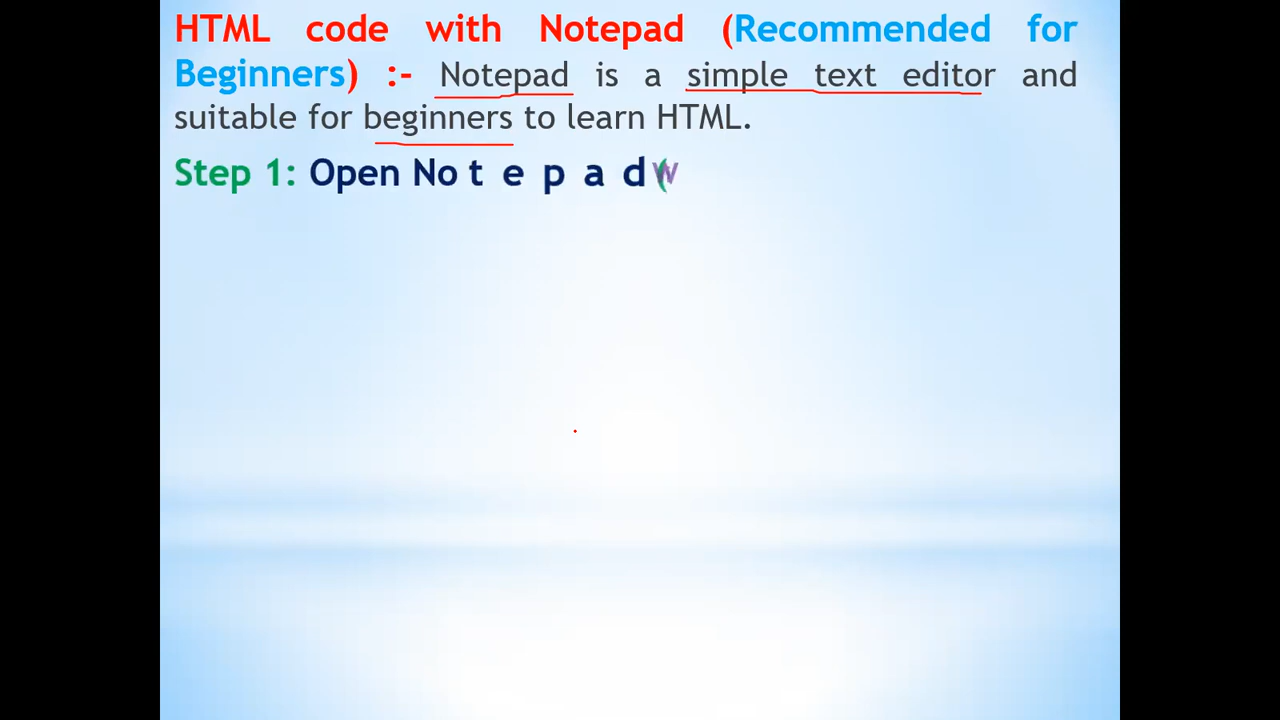 HTML code with Notepad (Recommended for
Beginners) :- Notepad is a simple text editor and
suitable for beginners to learn HTML.
Step 1: Open Notepad